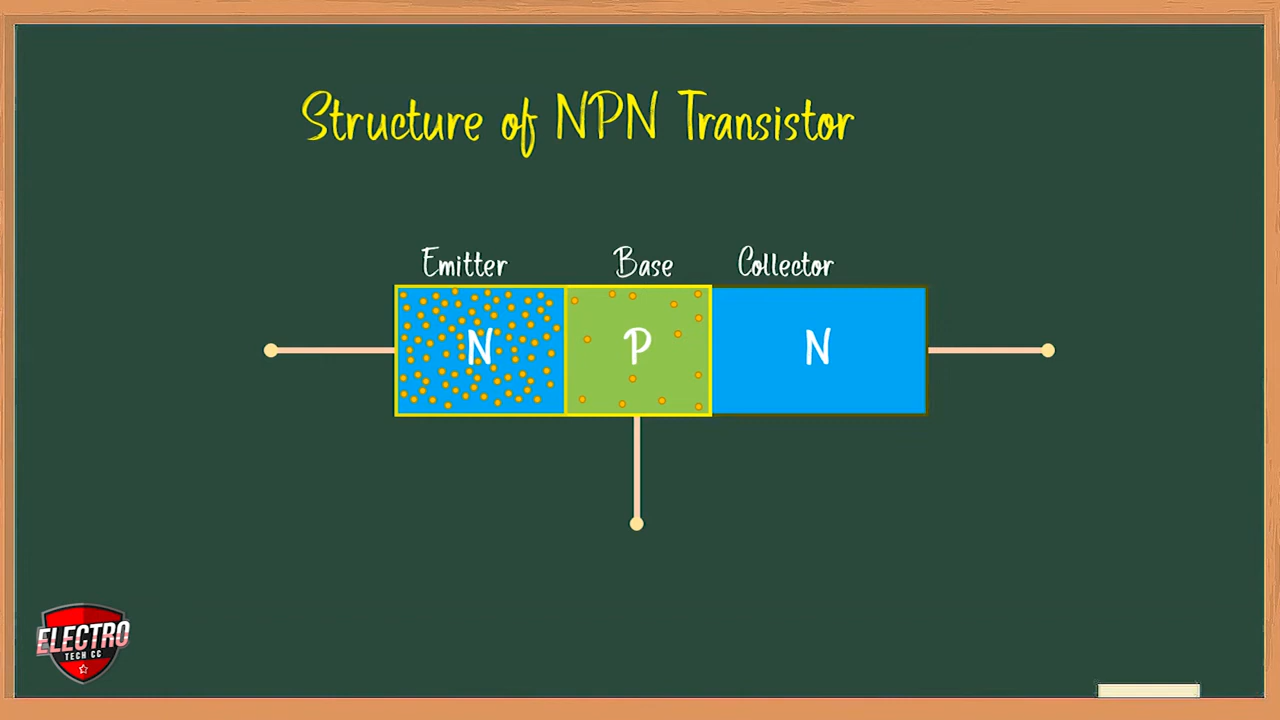 Structure of NPN Transistor
Emitter Base Collector
N P N
ELECTRO
TECH CC